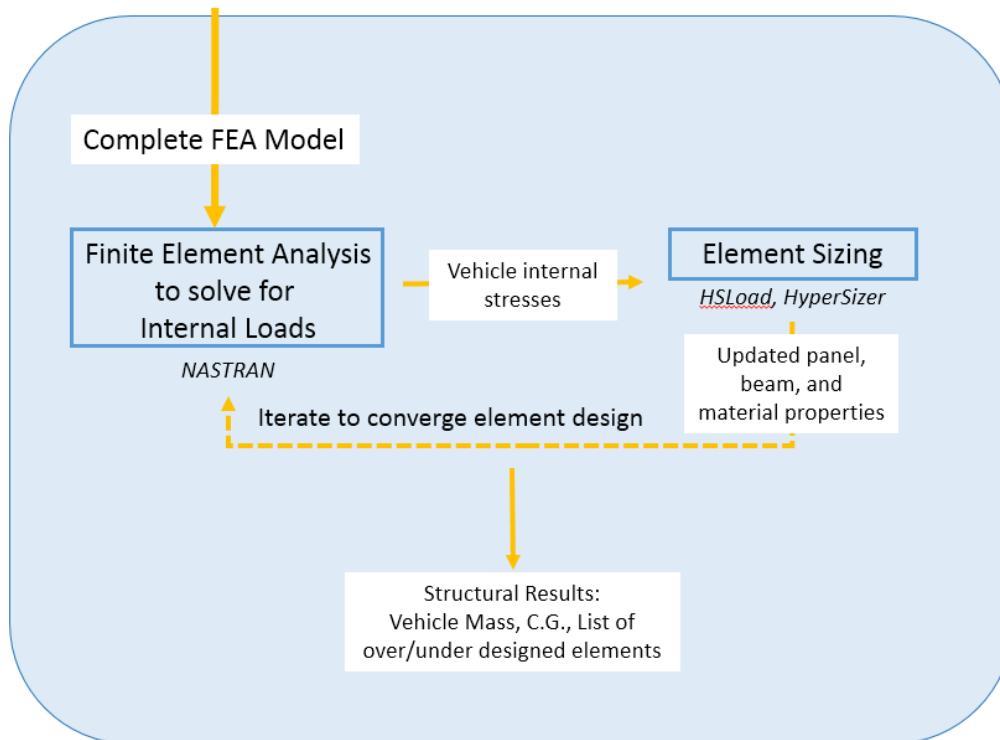 Complete FEA Model
Finite Element Analysis
to solve for
Internal Loads
NASTRAN
Vehicle internal
stresses
Element Sizing
HSLoad, HyperSizer
Updated panel,
beam, and
material properties
Iterate to converge element design
Structural Results:
Vehicle Mass, C.G., List of
over/under designed elements